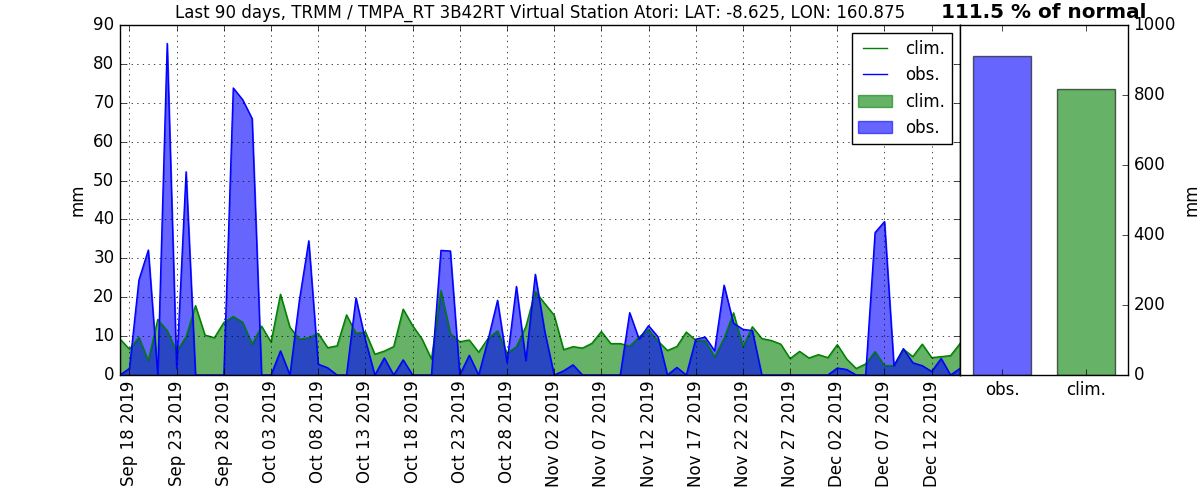 Last 90 days, TRMM / TMPA_RT 3B42RT Virtual Station Atori: LAT: -8.625, LON: 160.875
111.5 % of normal
90
80
70
60
50
40
30
20
10
0
mm
clim.
obs.
clim.
obs.
1000
800
600
400
200
0
mm
obs.
clim.
Sep 18 2019
Sep 23 2019
Sep 28 2019
Oct 03 2019
Oct 08 2019
Oct 13 2019
Oct 18 2019
Oct 23 2019
Oct 28 2019
Nov 02 2019
Nov 07 2019
Nov 12 2019
Nov 17 2019
Nov 22 2019
Nov 27 2019
Dec 02 2019
Dec 07 2019
Dec 12 2019